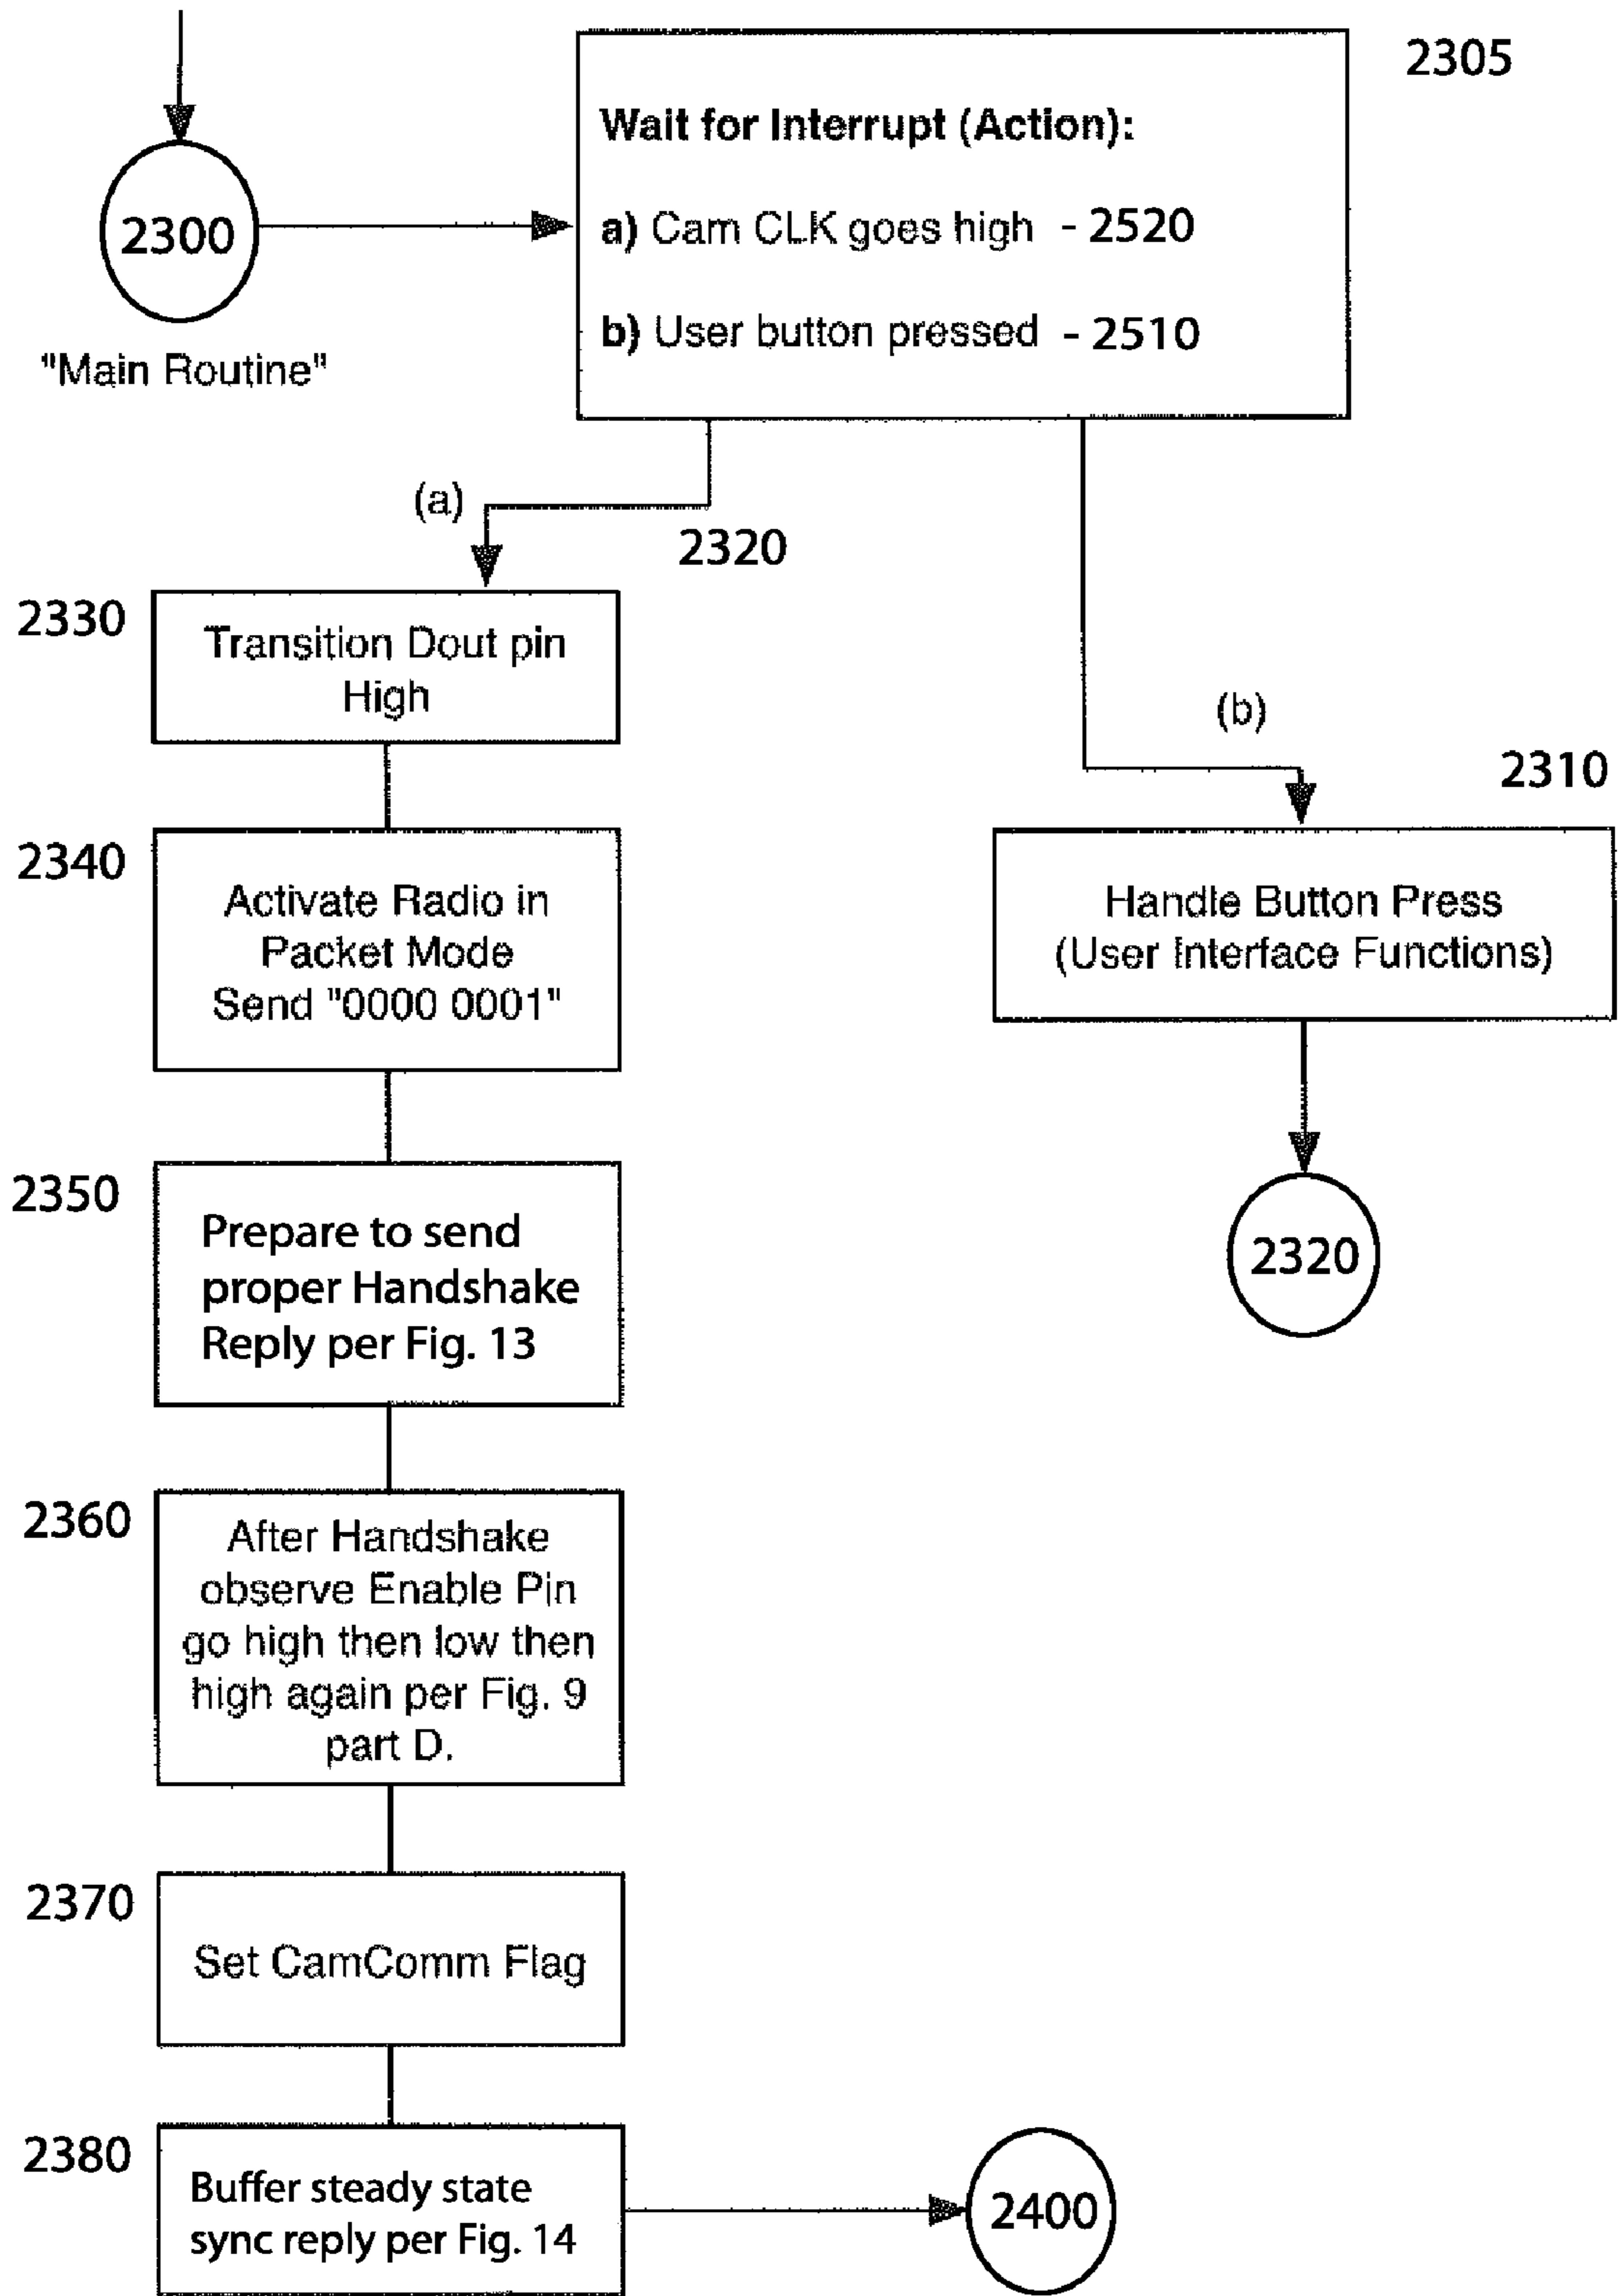 2305
Wait for Interrupt (Action):
a) Cam CLK goes high - 2520
b) User button pressed - 2510
2300
"Main Routine"
(a)
2320
2330
Transition Dout pin
High
(b)
2310
2340
Activate Radio in
Packet Mode
Send "0000 0001"
Handle Button Press
(User Interface Functions)
2350
Prepare to send
proper Handshake
Reply per Fig. 13
2320
2360
After Handshake
observe Enable Pin
go high then low then
high again per Fig. 9
part D.
2370
Set CamComm Flag
2380
Buffer steady state
sync reply per Fig. 14
2400